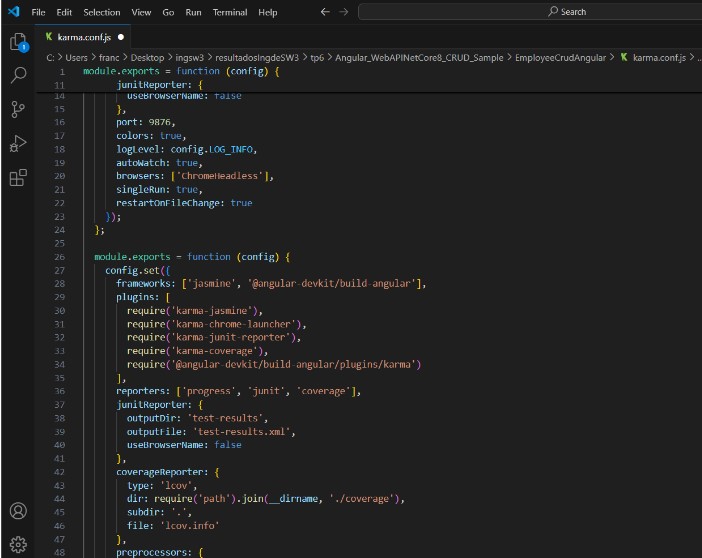 File Edit Selection View Go Run Terminal Help Search
karma.conf.js
C: > Users > franc > Desktop > ingsw3 > resultadosIngdeSW3 > tp6 > Angular_WebAPINetCore8_CRUD_Sample > EmployeeCrudAngular > karma.conf.js > ...
1 module.exports = function (config) {
11 junitReporter: {
14 useBrowserName: false
15 },
16 port: 9876,
17 colors: true,
18 logLevel: config.LOG_INFO,
19 autoWatch: true,
20 browsers: ['ChromeHeadless'],
21 singleRun: true,
22 restartOnFileChange: true
23 });
24 };
25
26 module.exports = function (config) {
27 config.set({
28 frameworks: ['jasmine', '@angular-devkit/build-angular'],
29 plugins: [
30 require('karma-jasmine'),
31 require('karma-chrome-launcher'),
32 require('karma-junit-reporter'),
33 require('karma-coverage'),
34 require('@angular-devkit/build-angular/plugins/karma')
35 ],
36 reporters: ['progress', 'junit', 'coverage'],
37 junitReporter: {
38 outputDir: 'test-results',
39 outputFile: 'test-results.xml',
40 useBrowserName: false
41 },
42 coverageReporter: {
43 type: 'lcov',
44 dir: require('path').join(__dirname, './coverage'),
45 subdir: '.',
46 file: 'lcov.info'
47 },
48 preprocessors: {
1